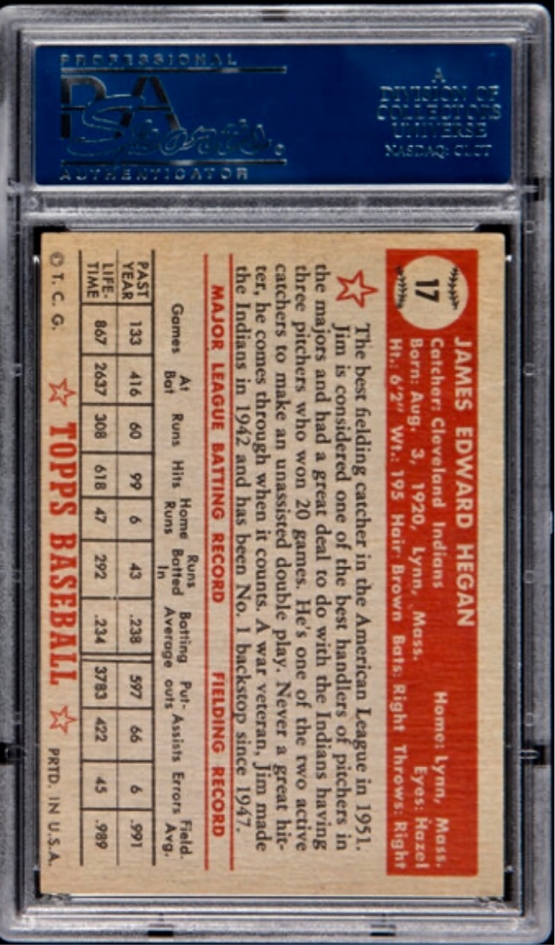 PROFESSIONAL
PSA
Sports.
AUTHENTICATOR
A
DIVISION OF
COLLECTORS
UNIVERSE
NASDAQ: CLCT
17
JAMES EDWARD HEGAN
Catcher: Cleveland Indians Home: Lynn, Mass.
Born: Aug. 3, 1920, Lynn, Mass. Eyes: Hazel
Ht.: 6'2" Wt.: 195 Hair: Brown Bats: Right Throws: Right
The best fielding catcher in the American League in 1951.
Jim is considered one of the best handlers of pitchers in
the majors and had a great deal to do with the Indians having
three pitchers who won 20 games. He's one of the two active
catchers to make an unassisted double play. Never a great hit-
ter, he comes through when it counts. A war veteran, Jim made
the Indians in 1942 and has been No. 1 backstop since 1947.
MAJOR LEAGUE BATTING RECORD FIELDING RECORD
Games At Bat Runs Hits Home Runs Runs Batted In Batting Average Put-outs Assists Errors Field. Avg.
PAST YEAR 133 416 60 99 6 43 .238 597 66 6 .991
LIFE-TIME 867 2637 308 618 47 292 .234 3783 422 45 .989
© T. C. G. TOPPS BASEBALL PRTD. IN U.S.A.